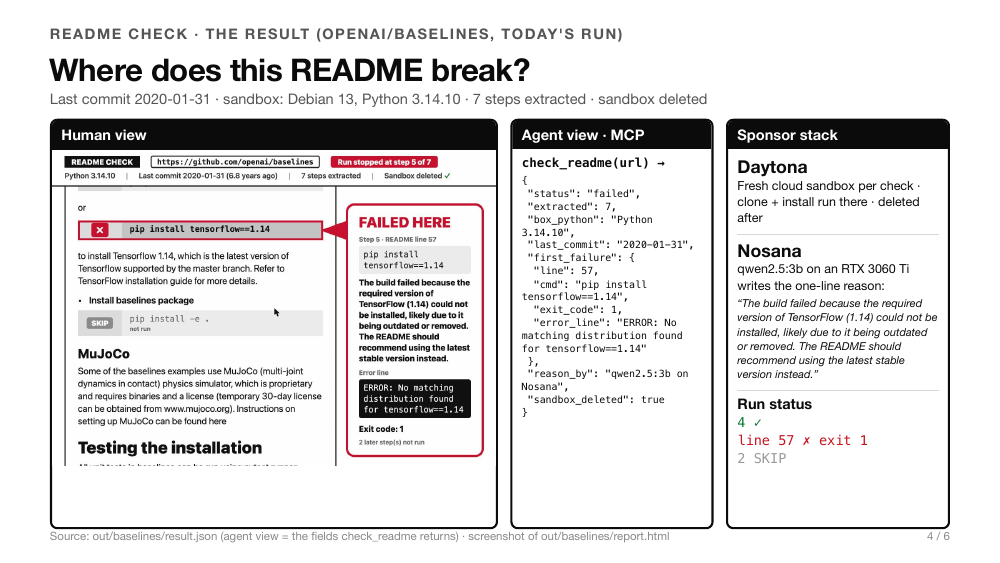 README CHECK · THE RESULT (OPENAI/BASELINES, TODAY'S RUN)
Where does this README break?
Last commit 2020-01-31 · sandbox: Debian 13, Python 3.14.10 · 7 steps extracted · sandbox deleted
Human view
README CHECK
https://github.com/openai/baselines
Run stopped at step 5 of 7
Python 3.14.10 | Last commit 2020-01-31 (6.8 years ago) | 7 steps extracted | Sandbox deleted ✓
or
✕ pip install tensorflow==1.14
to install Tensorflow 1.14, which is the latest version of
Tensorflow supported by the master branch. Refer to
TensorFlow installation guide for more details.
• Install baselines package
SKIP pip install -e .
not run
MuJoCo
Some of the baselines examples use MuJoCo (multi-joint
dynamics in contact) physics simulator, which is proprietary
and requires binaries and a license (temporary 30-day license
can be obtained from www.mujoco.org). Instructions on
setting up MuJoCo can be found here
Testing the installation
FAILED HERE
Step 5 · README line 57
pip install
tensorflow==1.14
The build failed because the
required version of
TensorFlow (1.14) could not
be installed, likely due to it
being outdated or removed.
The README should
recommend using the latest
stable version instead.
Error line
ERROR: No matching
distribution found
for tensorflow==1.14
Exit code: 1
2 later step(s) not run
Agent view · MCP
check_readme(url) →
{
"status": "failed",
"extracted": 7,
"box_python": "Python
3.14.10",
"last_commit": "2020-01-31",
"first_failure": {
"line": 57,
"cmd": "pip install
tensorflow==1.14",
"exit_code": 1,
"error_line": "ERROR: No
matching distribution found
for tensorflow==1.14"
},
"reason_by": "qwen2.5:3b on
Nosana",
"sandbox_deleted": true
}
Sponsor stack
Daytona
Fresh cloud sandbox per check ·
clone + install run there · deleted
after
Nosana
qwen2.5:3b on an RTX 3060 Ti
writes the one-line reason:
“The build failed because the required
version of TensorFlow (1.14) could not be
installed, likely due to it being outdated
or removed. The README should
recommend using the latest stable
version instead.”
Run status
4 ✓
line 57 ✗ exit 1
2 SKIP
Source: out/baselines/result.json (agent view = the fields check_readme returns) · screenshot of out/baselines/report.html
4 / 6